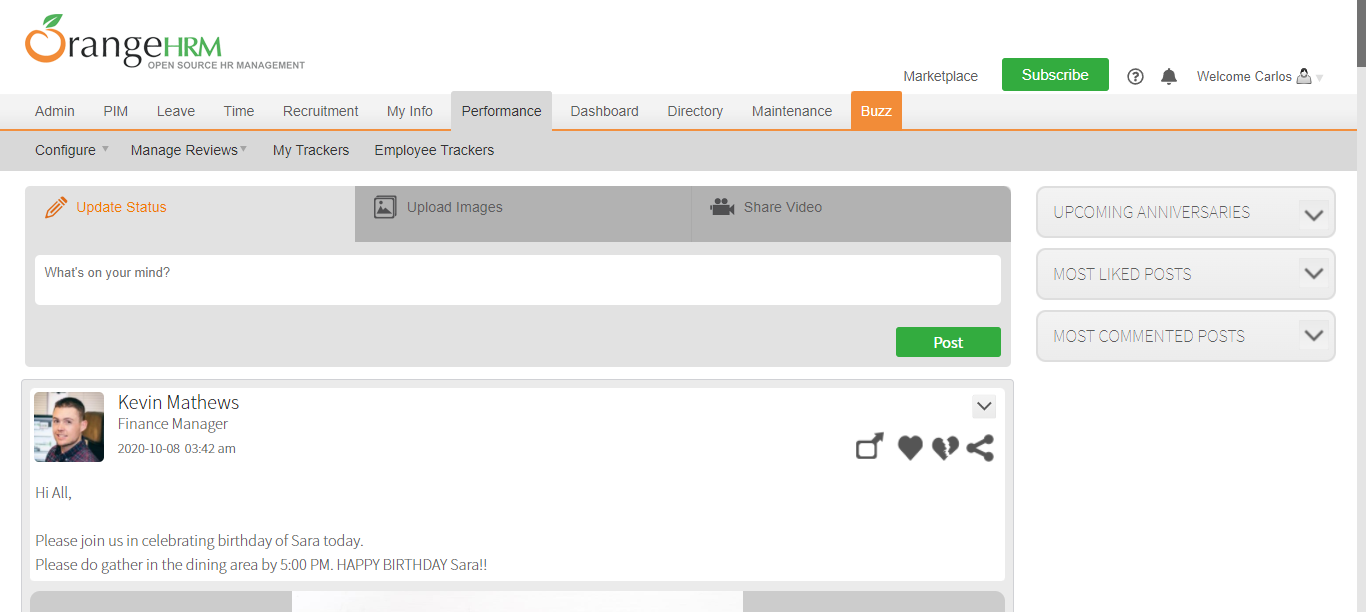 OrangeHRM
OPEN SOURCE HR MANAGEMENT
Marketplace
Subscribe
Welcome Carlos
Admin PIM Leave Time Recruitment My Info Performance Dashboard Directory Maintenance Buzz
Configure Manage Reviews My Trackers Employee Trackers
Update Status Upload Images Share Video
What's on your mind?
Post
UPCOMING ANNIVERSARIES
MOST LIKED POSTS
MOST COMMENTED POSTS
Kevin Mathews
Finance Manager
2020-10-08 03:42 am
Hi All,
Please join us in celebrating birthday of Sara today.
Please do gather in the dining area by 5:00 PM. HAPPY BIRTHDAY Sara!!